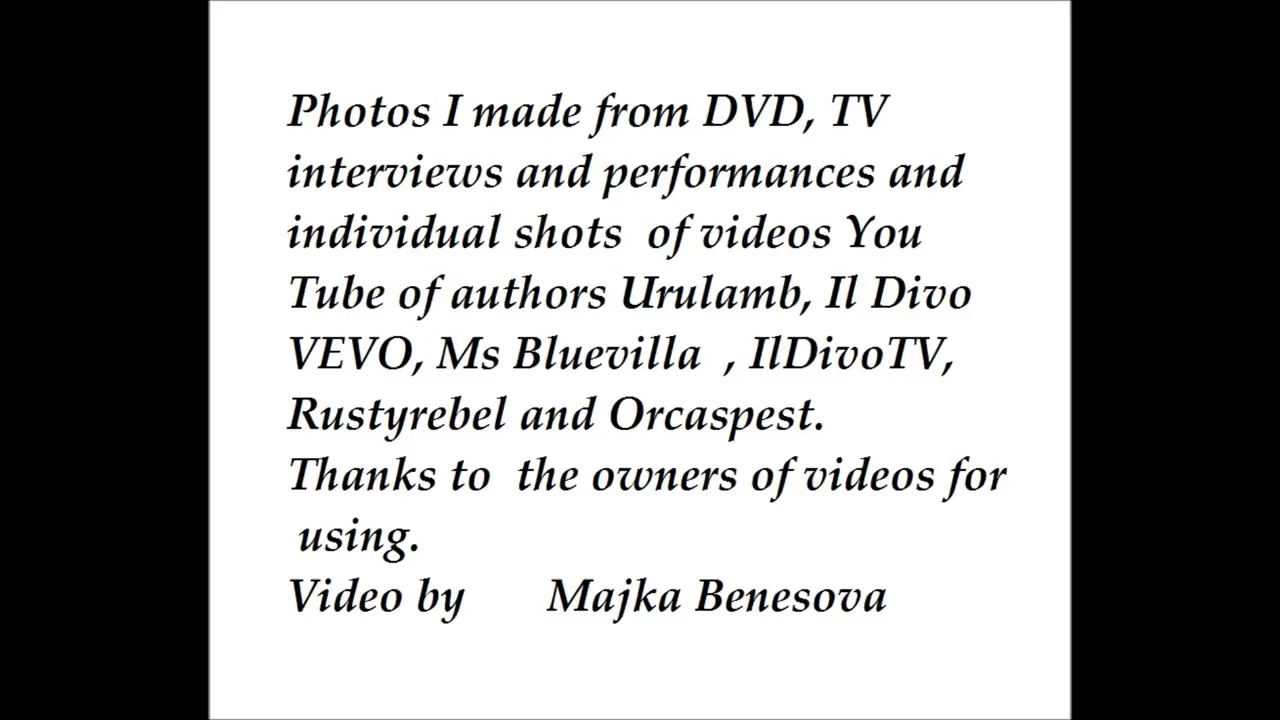 Photos I made from DVD, TV
interviews and performances and
individual shots  of videos You
Tube of authors Urulamb, Il Divo
VEVO, Ms Bluevilla  , IlDivoTV,
Rustyrebel and Orcaspest.
Thanks to  the owners of videos for
using.
Video by      Majka Benesova